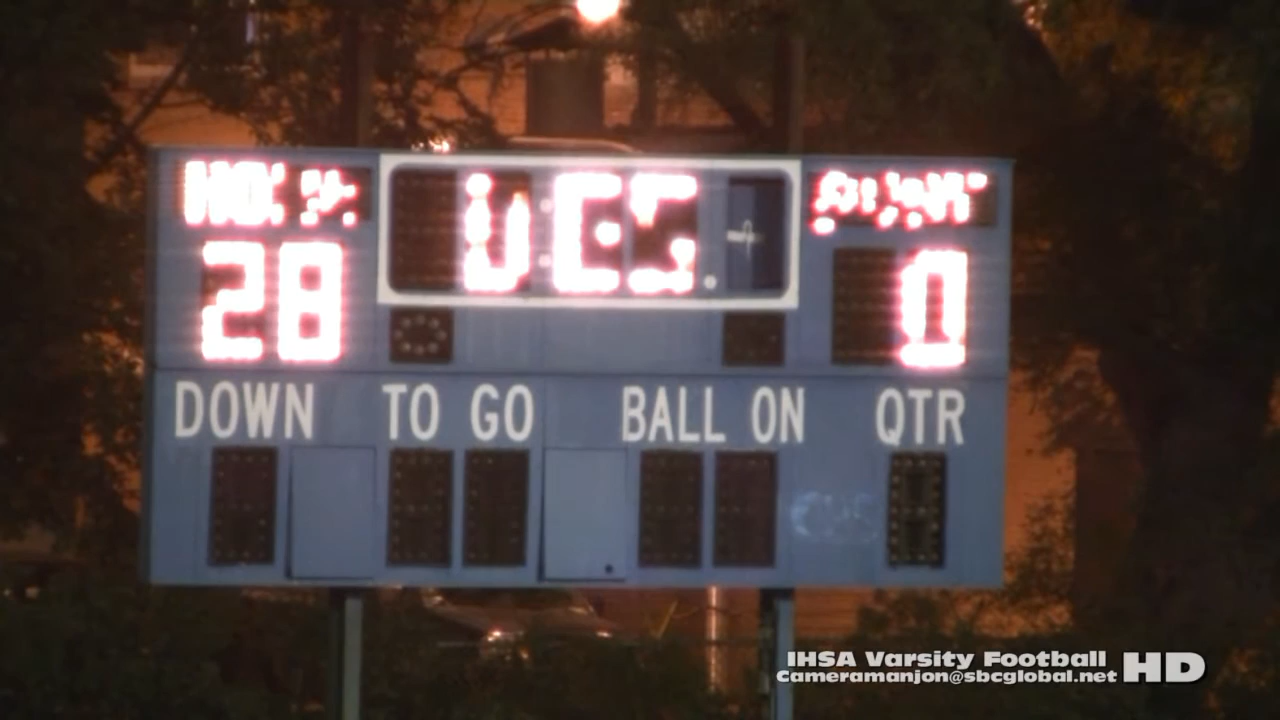 28
0
DOWN TO GO BALL ON QTR
IHSA Varsity Football HD
Cameramanjon@sbcglobal.net